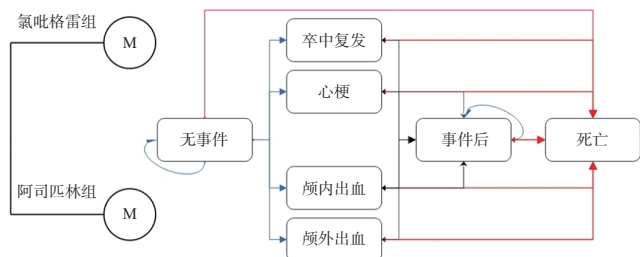 氯吡格雷组
M
卒中复发
心梗
无事件
事件后
死亡
阿司匹林组
M
颅内出血
颅外出血